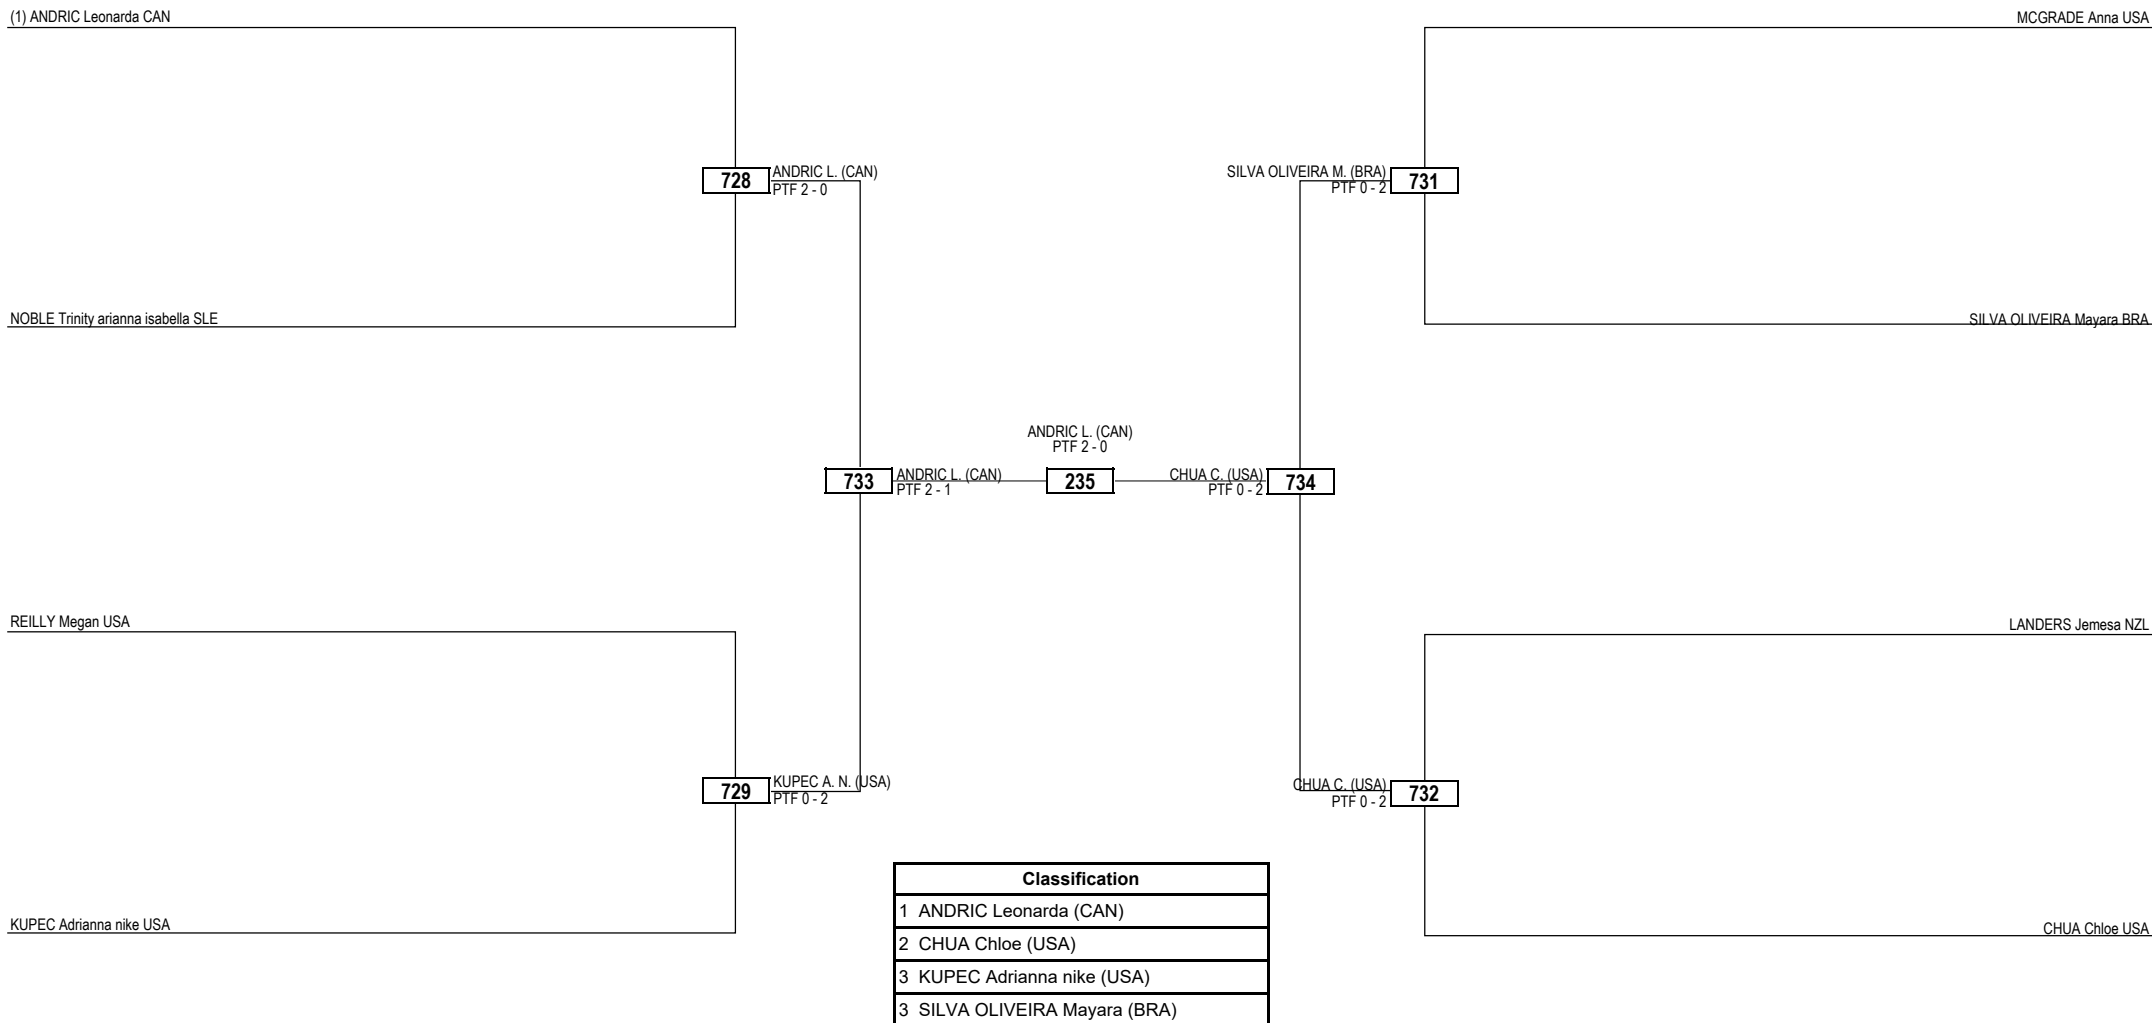 (1) ANDRIC Leonarda CAN
MCGRADE Anna USA
728
ANDRIC L. (CAN)
PTF 2 - 0
SILVA OLIVEIRA M. (BRA)
PTF 0 - 2
731
NOBLE Trinity arianna isabella SLE
SILVA OLIVEIRA Mayara BRA
ANDRIC L. (CAN)
PTF 2 - 0
733
ANDRIC L. (CAN)
PTF 2 - 1
235
CHUA C. (USA)
PTF 0 - 2
734
REILLY Megan USA
LANDERS Jemesa NZL
729
KUPEC A. N. (USA)
PTF 0 - 2
CHUA C. (USA)
PTF 0 - 2
732
KUPEC Adrianna nike USA
CHUA Chloe USA
Classification
1 ANDRIC Leonarda (CAN)
2 CHUA Chloe (USA)
3 KUPEC Adrianna nike (USA)
3 SILVA OLIVEIRA Mayara (BRA)